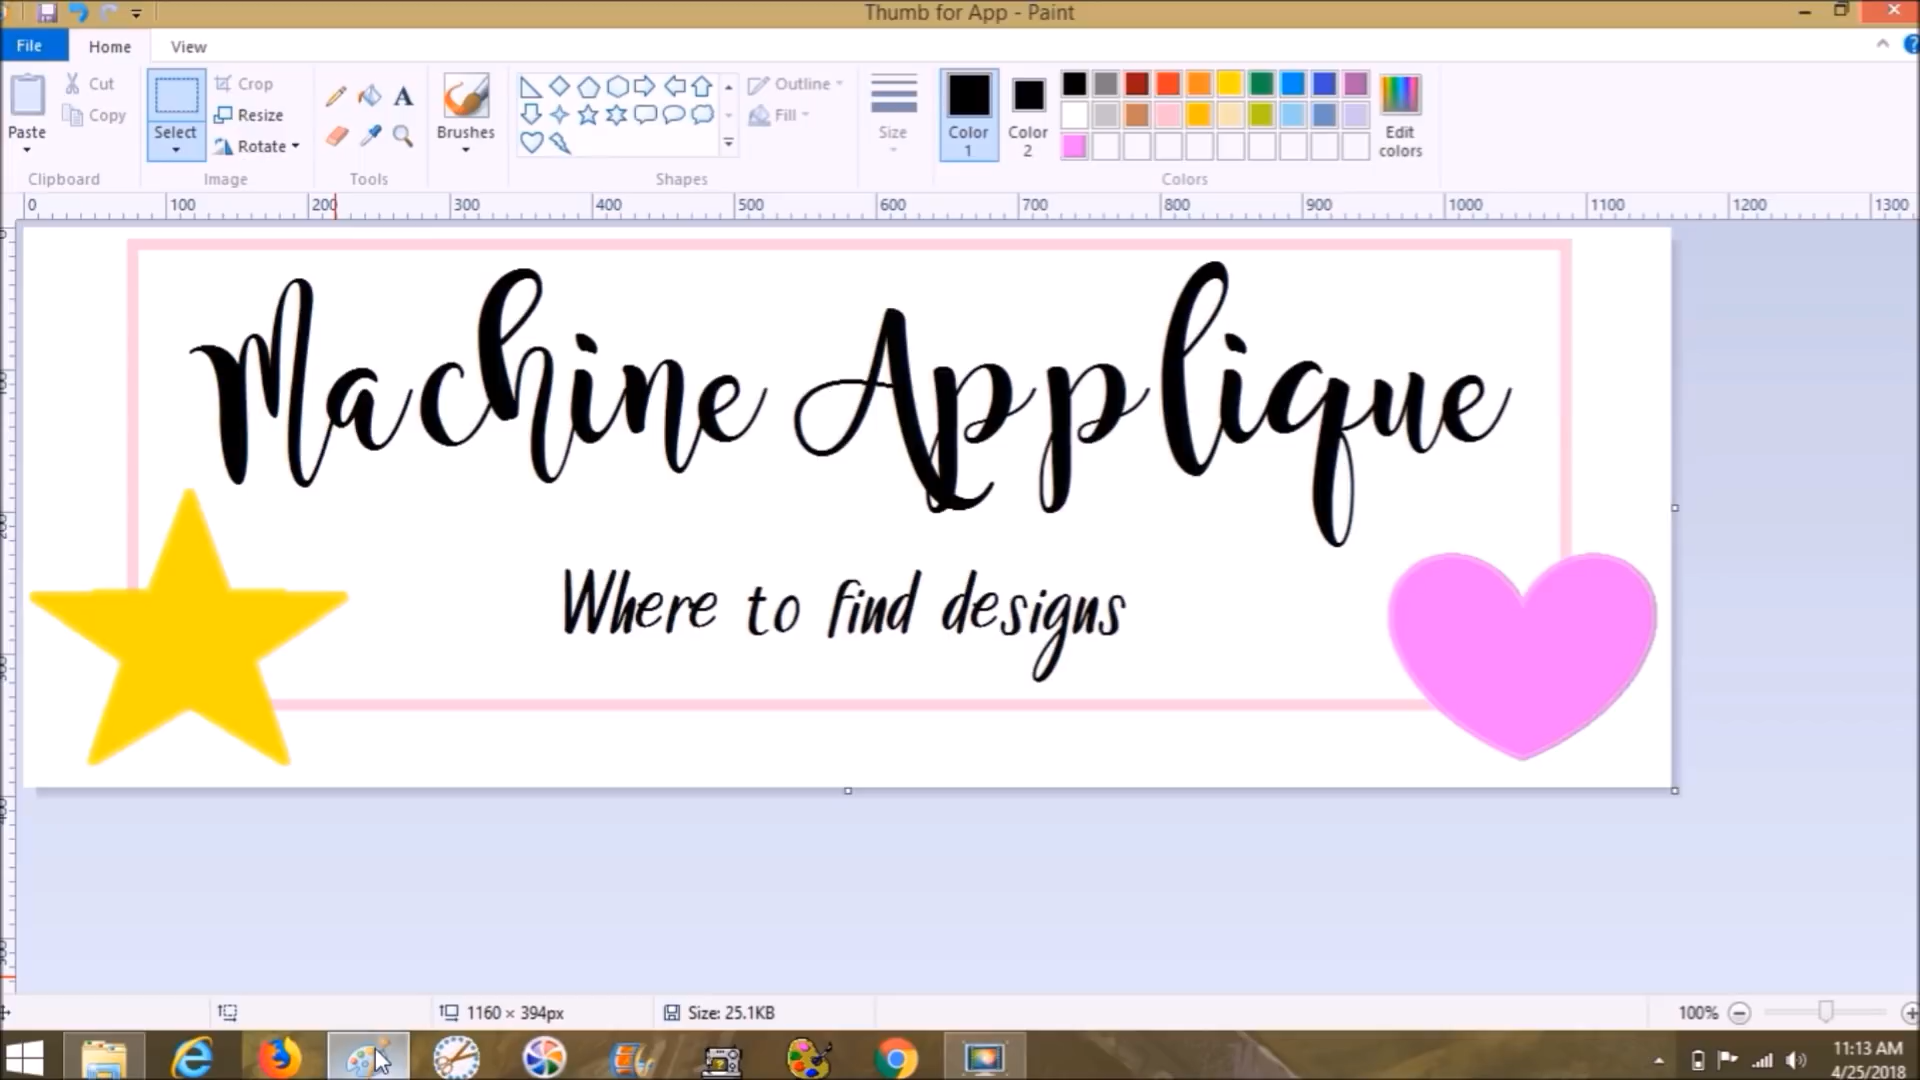 Thumb for App - Paint
File Home View
Paste
Cut
Copy
Clipboard
Select
Crop
Resize
Rotate
Image
A
Tools
Brushes
Shapes
Outline
Fill
Size
Color 1
Color 2
Edit colors
Colors
0 100 200 300 400 500 600 700 800 900 1000 1100 1200 1300
Machine Applique
Where to find designs
1160 × 394px
Size: 25.1KB
100%
11:13 AM
4/25/2018